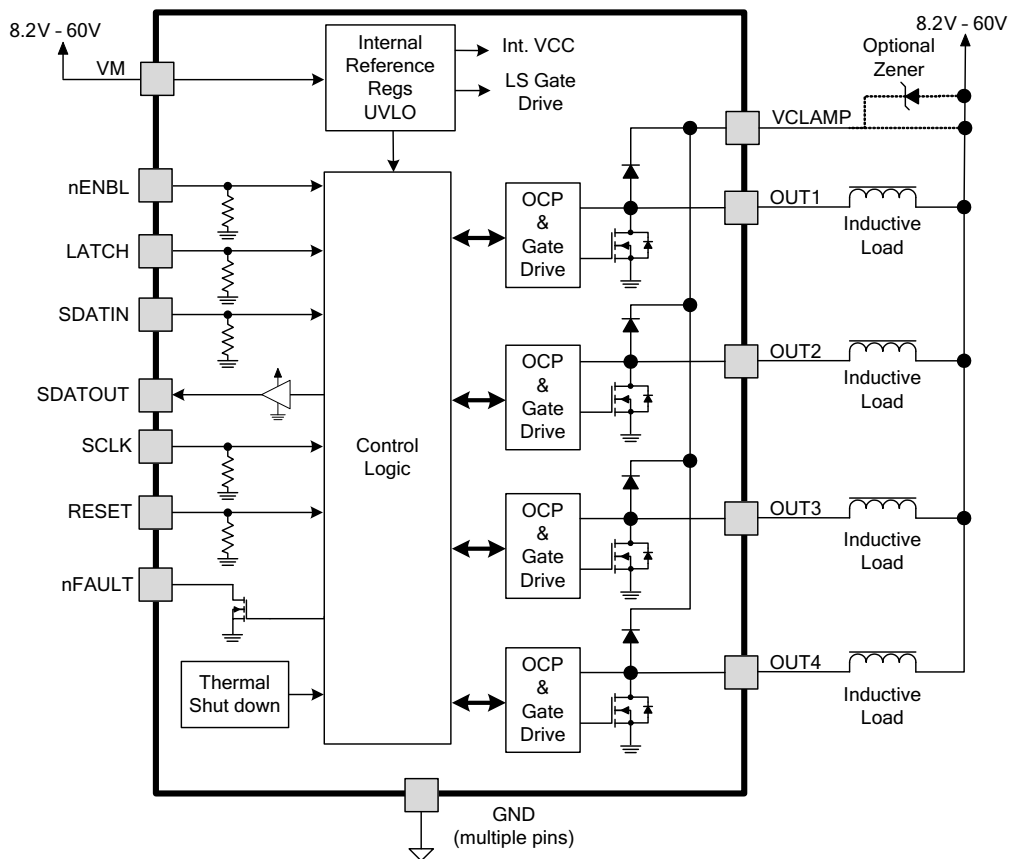 8.2V - 60V
VM
Internal
Reference
Regs
UVLO
Int. VCC
LS Gate
Drive
8.2V - 60V
Optional
Zener
VCLAMP
nENBL
LATCH
SDATIN
SDATOUT
SCLK
RESET
nFAULT
Thermal
Shut down
Control
Logic
OCP
&
Gate
Drive
OUT1
Inductive
Load
OCP
&
Gate
Drive
OUT2
Inductive
Load
OCP
&
Gate
Drive
OUT3
Inductive
Load
OCP
&
Gate
Drive
OUT4
Inductive
Load
GND
(multiple pins)